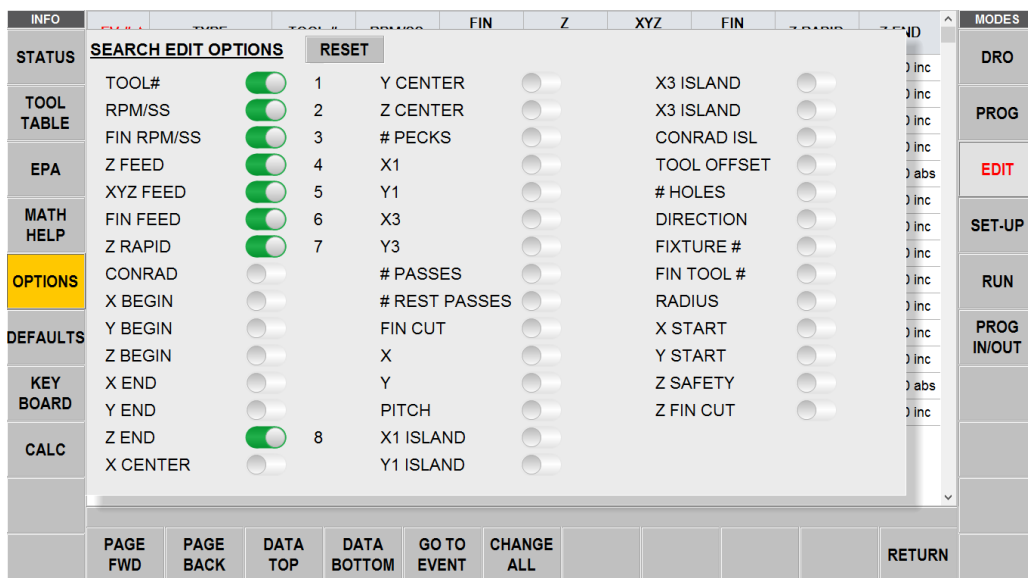 INFO
STATUS
TOOL
TABLE
EPA
MATH
HELP
OPTIONS
DEFAULTS
KEY
BOARD
CALC
FIN Z XYZ FIN
SEARCH EDIT OPTIONS RESET
TOOL# 1
RPM/SS 2
FIN RPM/SS 3
Z FEED 4
XYZ FEED 5
FIN FEED 6
Z RAPID 7
CONRAD
X BEGIN
Y BEGIN
Z BEGIN
X END
Y END
Z END 8
X CENTER
Y CENTER
Z CENTER
# PECKS
X1
Y1
X3
Y3
# PASSES
# REST PASSES
FIN CUT
X
Y
PITCH
X1 ISLAND
Y1 ISLAND
X3 ISLAND
X3 ISLAND
CONRAD ISL
TOOL OFFSET
# HOLES
DIRECTION
FIXTURE #
FIN TOOL #
RADIUS
X START
Y START
Z SAFETY
Z FIN CUT
inc
inc
inc
inc
abs
inc
inc
inc
inc
inc
inc
inc
abs
inc
MODES
DRO
PROG
EDIT
SET-UP
RUN
PROG
IN/OUT
PAGE
FWD
PAGE
BACK
DATA
TOP
DATA
BOTTOM
GO TO
EVENT
CHANGE
ALL
RETURN